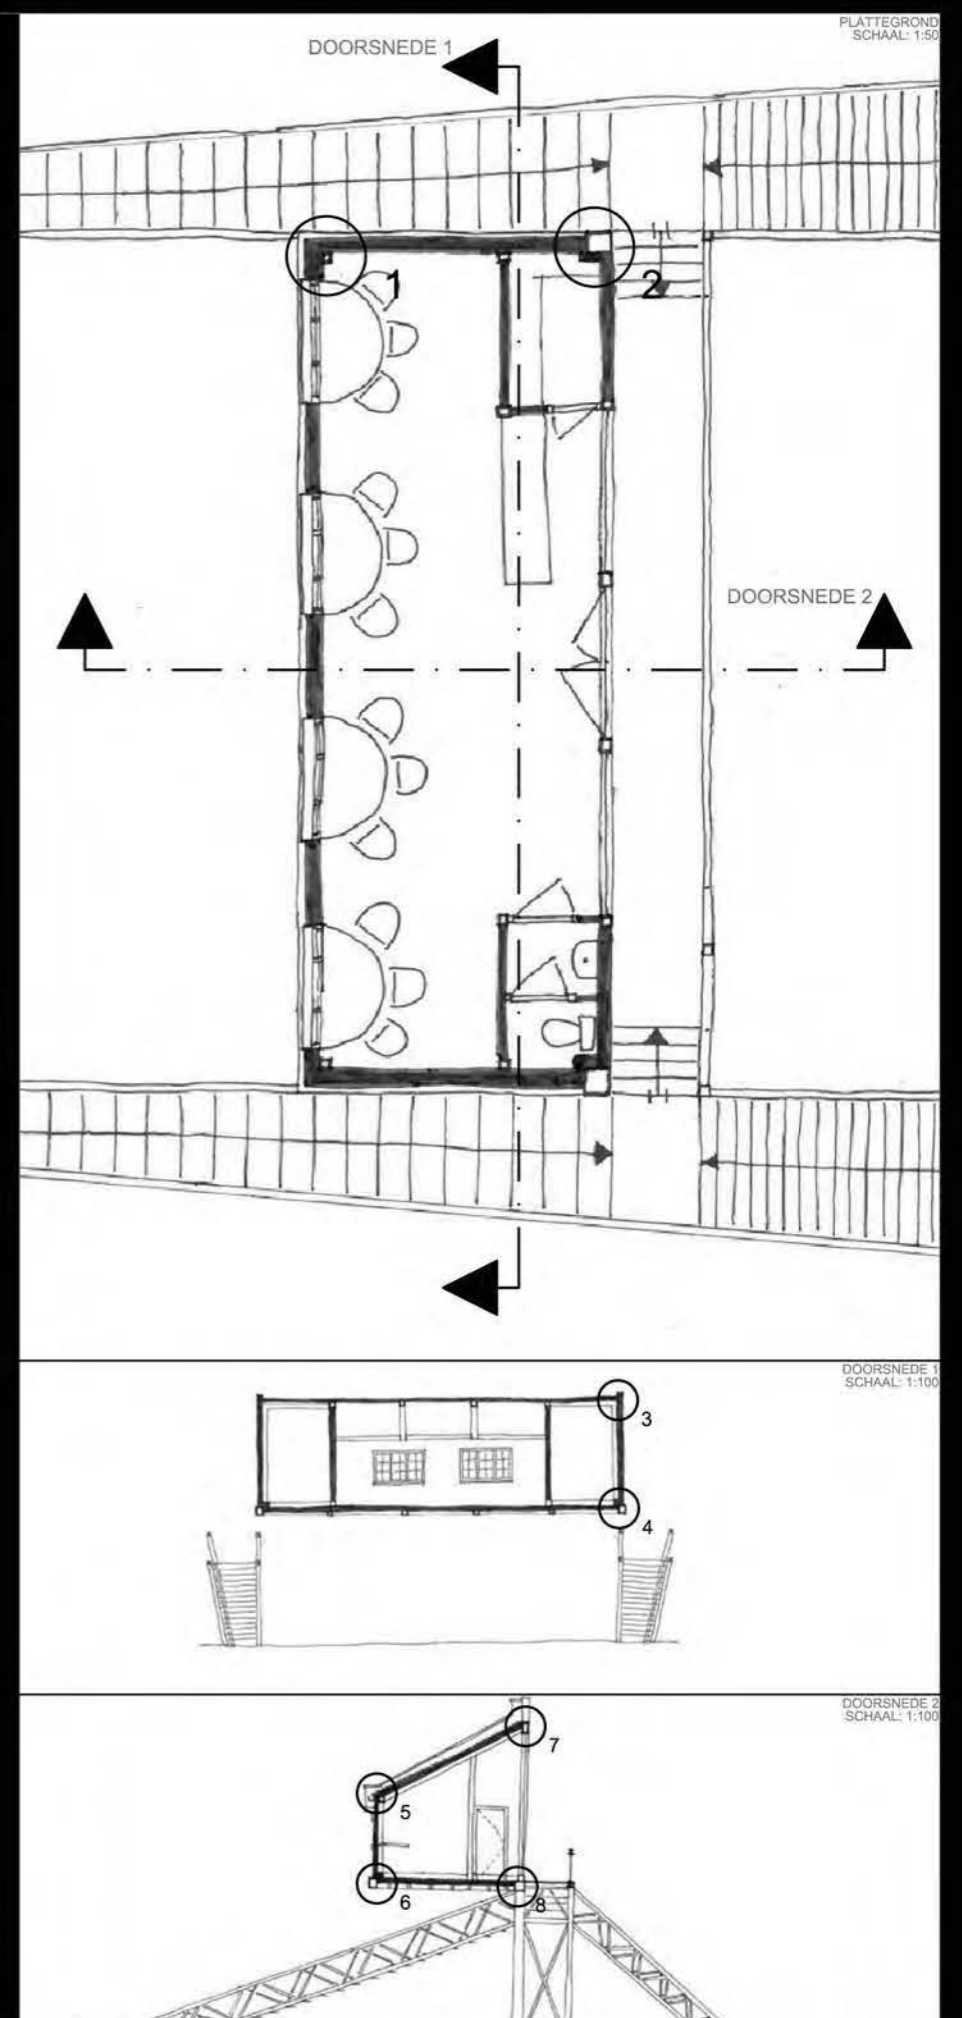 PLATTEGROND
SCHAAL: 1:50
DOORSNEDE 1
1
2
DOORSNEDE 2
DOORSNEDE 1
SCHAAL: 1:100
3
4
DOORSNEDE 2
SCHAAL: 1:100
7
5
6
8